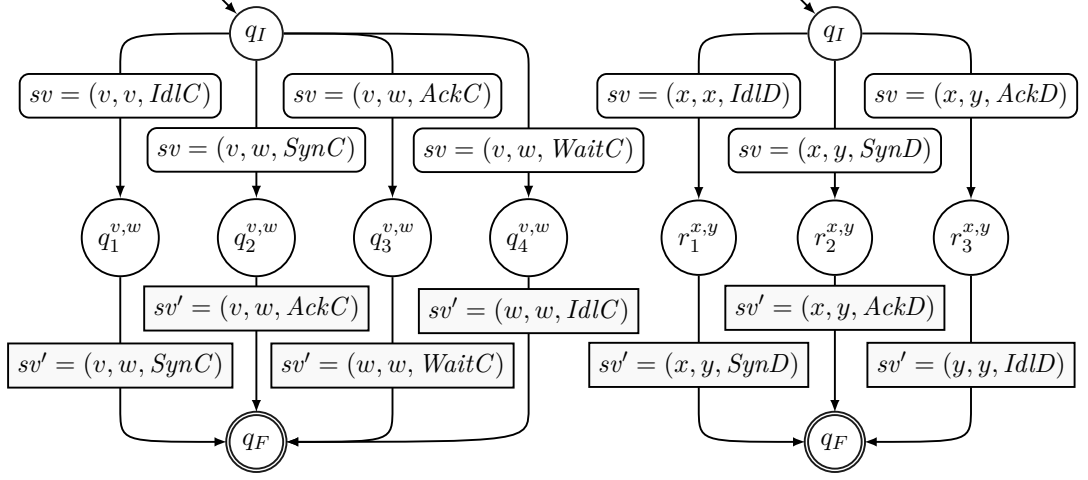 q_I
sv = (v, v, IdlC)
sv = (v, w, AckC)
sv = (v, w, SynC)
sv = (v, w, WaitC)
q_1^{v,w}
q_2^{v,w}
q_3^{v,w}
q_4^{v,w}
sv′ = (v, w, AckC)
sv′ = (w, w, IdlC)
sv′ = (v, w, SynC)
sv′ = (w, w, WaitC)
q_F
q_I
sv = (x, x, IdlD)
sv = (x, y, AckD)
sv = (x, y, SynD)
r_1^{x,y}
r_2^{x,y}
r_3^{x,y}
sv′ = (x, y, AckD)
sv′ = (x, y, SynD)
sv′ = (y, y, IdlD)
q_F